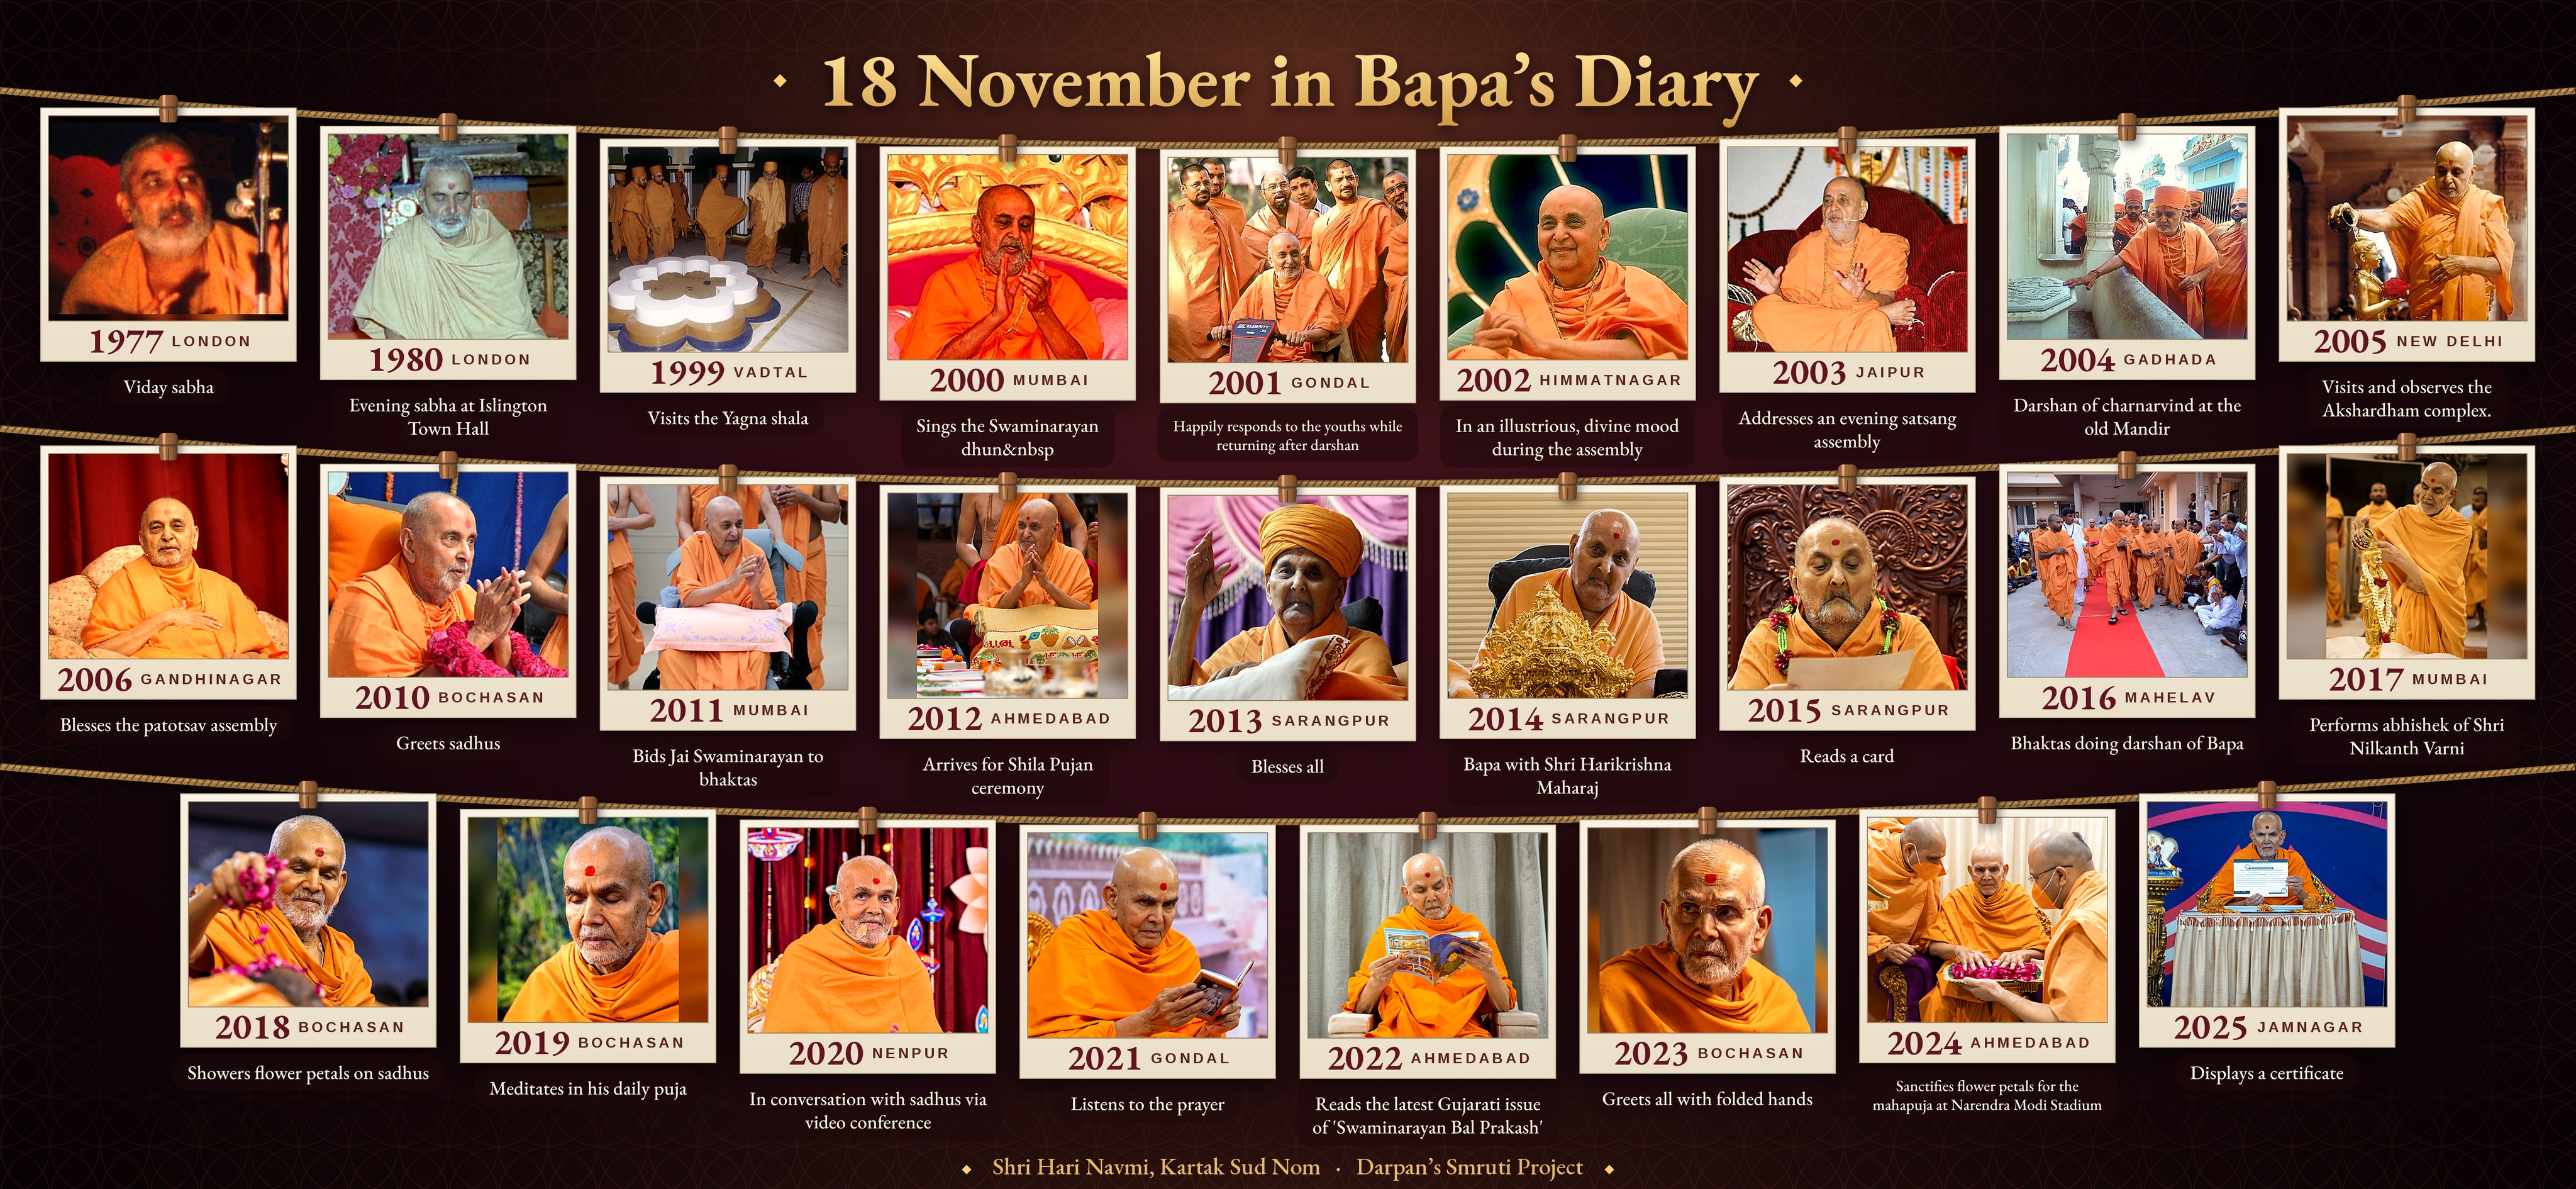 18 November in Bapa's Diary
1977 LONDON
Viday sabha
1980 LONDON
Evening sabha at Islington
Town Hall
1999 VADTAL
Visits the Yagna shala
2000 MUMBAI
Sings the Swaminarayan
dhun&nbsp
2001 GONDAL
Happily responds to the youths while
returning after darshan
2002 HIMMATNAGAR
In an illustrious, divine mood
during the assembly
2003 JAIPUR
Addresses an evening satsang
assembly
2004 GADHADA
Darshan of charnarvind at the
old Mandir
2005 NEW DELHI
Visits and observes the
Akshardham complex.
2006 GANDHINAGAR
Blesses the patotsav assembly
2010 BOCHASAN
Greets sadhus
2011 MUMBAI
Bids Jai Swaminarayan to
bhaktas
2012 AHMEDABAD
Arrives for Shila Pujan
ceremony
2013 SARANGPUR
Blesses all
2014 SARANGPUR
Bapa with Shri Harikrishna
Maharaj
2015 SARANGPUR
Reads a card
2016 MAHELAV
Bhaktas doing darshan of Bapa
2017 MUMBAI
Performs abhishek of Shri
Nilkanth Varni
2018 BOCHASAN
Showers flower petals on sadhus
2019 BOCHASAN
Meditates in his daily puja
2020 NENPUR
In conversation with sadhus via
video conference
2021 GONDAL
Listens to the prayer
2022 AHMEDABAD
Reads the latest Gujarati issue
of 'Swaminarayan Bal Prakash'
2023 BOCHASAN
Greets all with folded hands
2024 AHMEDABAD
Sanctifies flower petals for the
mahapuja at Narendra Modi Stadium
2025 JAMNAGAR
Displays a certificate
Shri Hari Navmi, Kartak Sud Nom · Darpan's Smruti Project